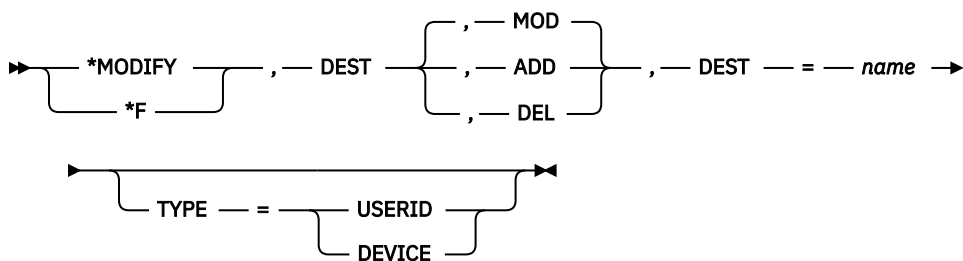 , MOD
*MODIFY , DEST , ADD , DEST = name
*F , DEL
TYPE = USERID
DEVICE